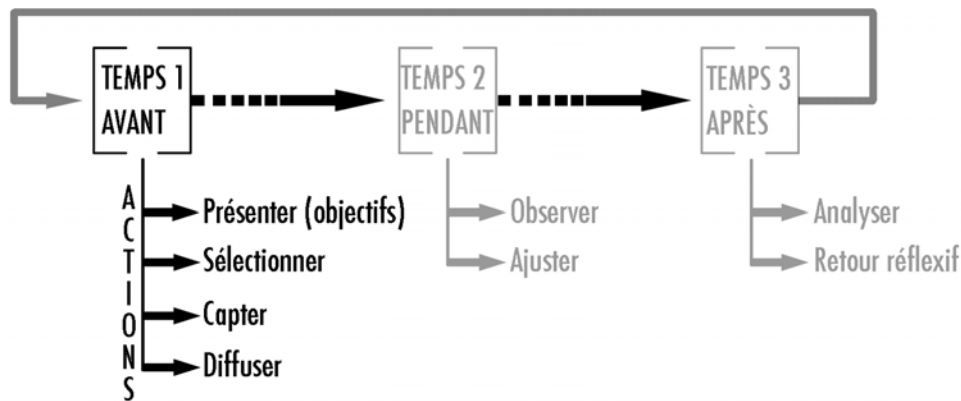 TEMPS 1
AVANT
TEMPS 2
PENDANT
TEMPS 3
APRÈS
ACTIONS
Présenter (objectifs)
Sélectionner
Capter
Diffuser
Observer
Ajuster
Analyser
Retour réflexif